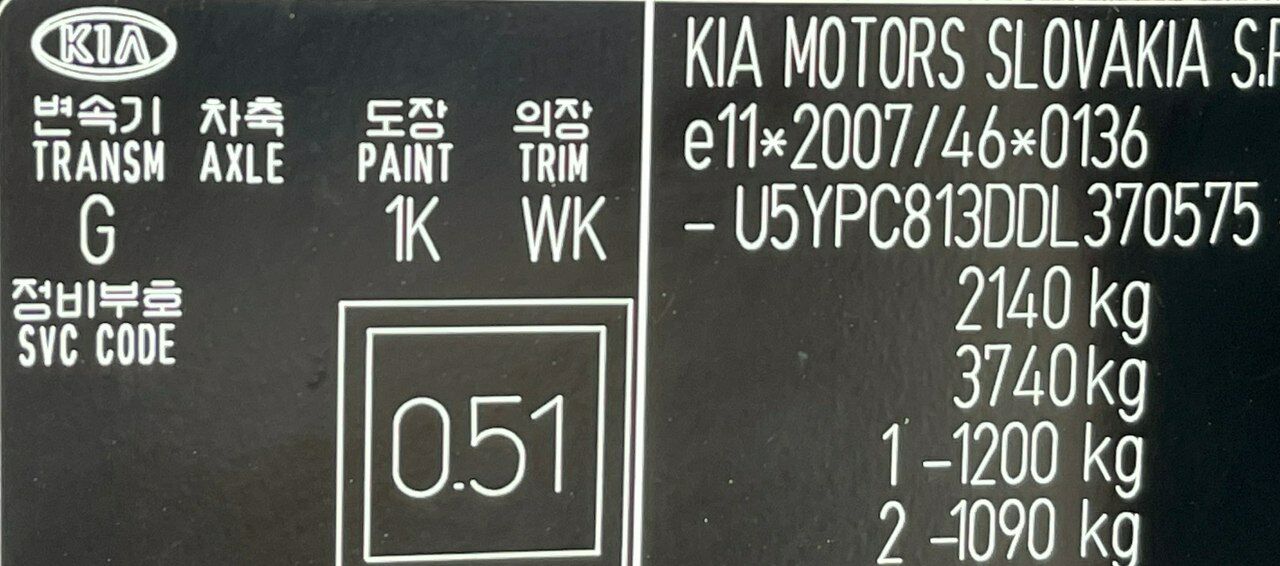 KIA
변속기 차축 도장 의장
TRANSM AXLE PAINT TRIM
G 1K WK
정비부호
SVC CODE
0.51
KIA MOTORS SLOVAKIA S.R
e11*2007/46*0136
- U5YPC813DDL370575
2140 kg
3740 kg
1 -1200 kg
2 -1090 kg